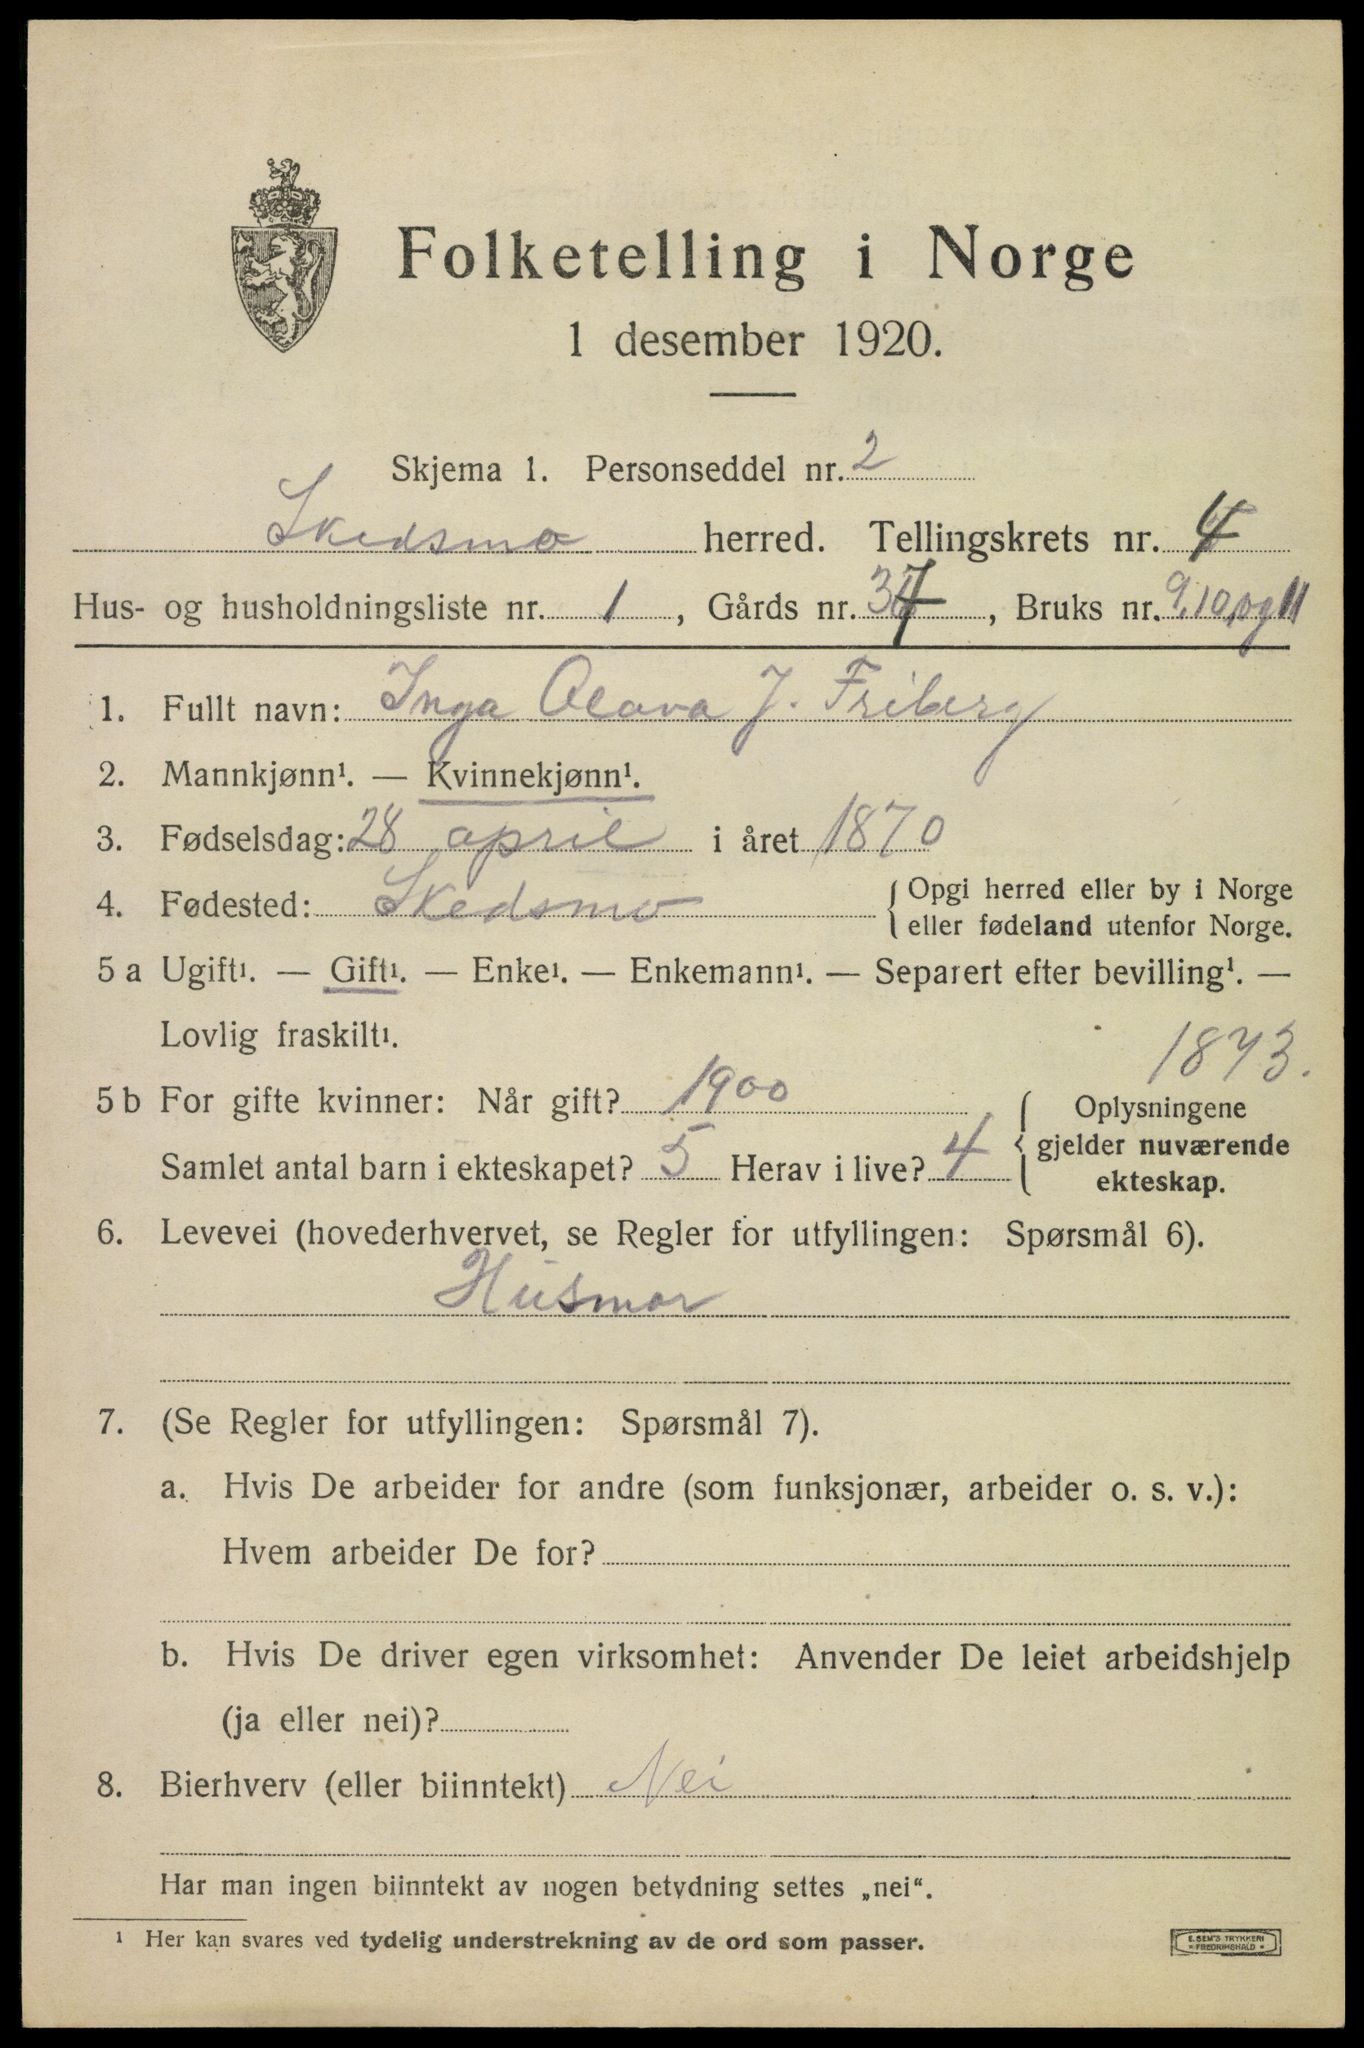 Folketelling i Norge
1 desember 1920.
Skjema 1. Personseddel nr. 2
Skedsmo herred. Tellingskrets nr. 4
Hus- og husholdningsliste nr. 1, Gårds nr. 37, Bruks nr. 9,10,og 11
1. Fullt navn: Inga Olava J. Friberg
2. Mannkjønn¹. — Kvinnekjønn¹.
3. Fødselsdag: 28 april i året 1870
4. Fødested: Skedsmo { Opgi herred eller by i Norge
eller fødeland utenfor Norge.
5 a Ugift¹. — Gift¹. — Enke¹. — Enkemann¹. — Separert efter bevilling¹. —
Lovlig fraskilt¹.
1873.
5 b For gifte kvinner: Når gift? 1900 { Oplysningene
gjelder nuværende
Samlet antal barn i ekteskapet? 5 Herav i live? 4
ekteskap.
6. Levevei (hovederhvervet, se Regler for utfyllingen: Spørsmål 6).
Husmor
7. (Se Regler for utfyllingen: Spørsmål 7).
a. Hvis De arbeider for andre (som funksjonær, arbeider o. s. v.):
Hvem arbeider De for?
b. Hvis De driver egen virksomhet: Anvender De leiet arbeidshjelp
(ja eller nei)?
8. Bierhverv (eller biinntekt) Nei
Har man ingen biinntekt av nogen betydning settes „nei“.
¹ Her kan svares ved tydelig understrekning av de ord som passer.
E. SEM'S TRYKKERI
FREDRIKSHALD